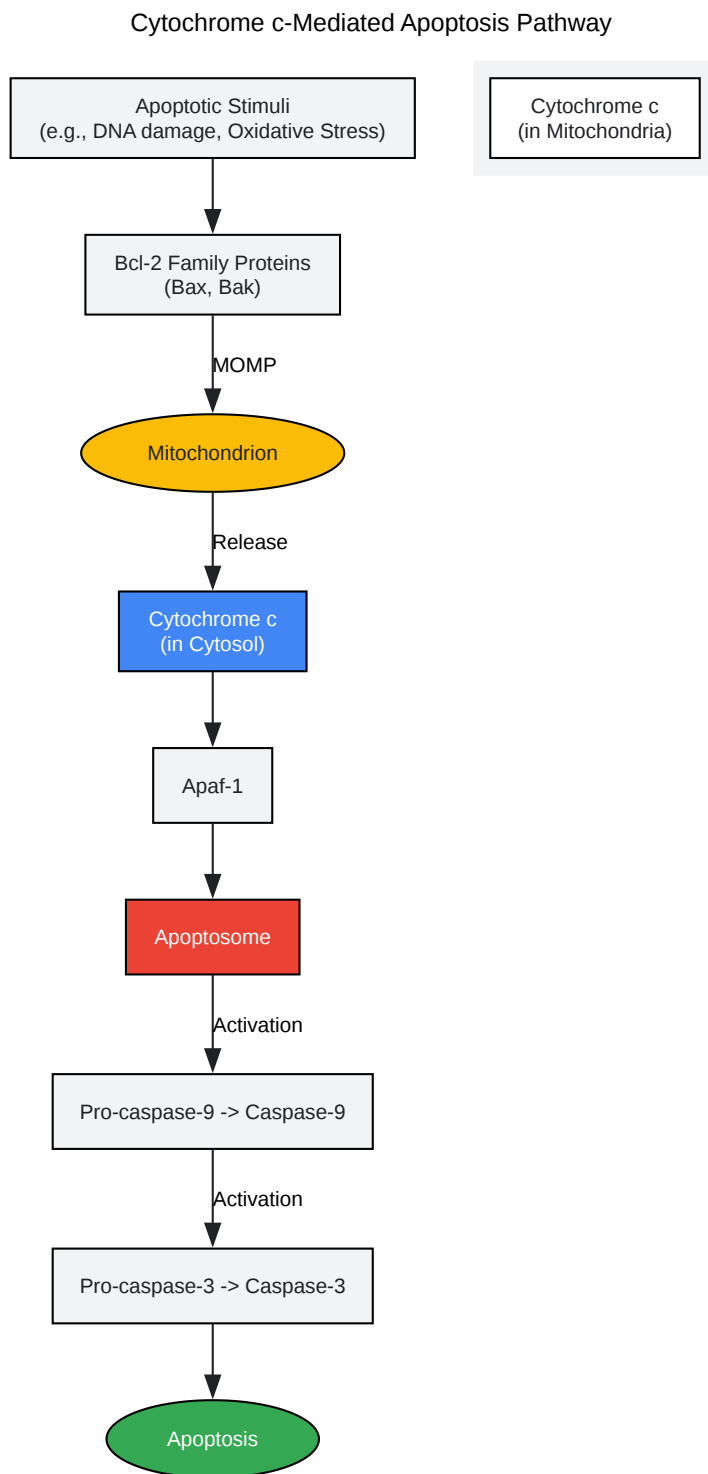 Cytochrome c-Mediated Apoptosis Pathway
Apoptotic Stimuli
(e.g., DNA damage, Oxidative Stress)
Cytochrome c
(in Mitochondria)
Bcl-2 Family Proteins
(Bax, Bak)
MOMP
Mitochondrion
Release
Cytochrome c
(in Cytosol)
Apaf-1
Apoptosome
Activation
Pro-caspase-9 -> Caspase-9
Activation
Pro-caspase-3 -> Caspase-3
Apoptosis